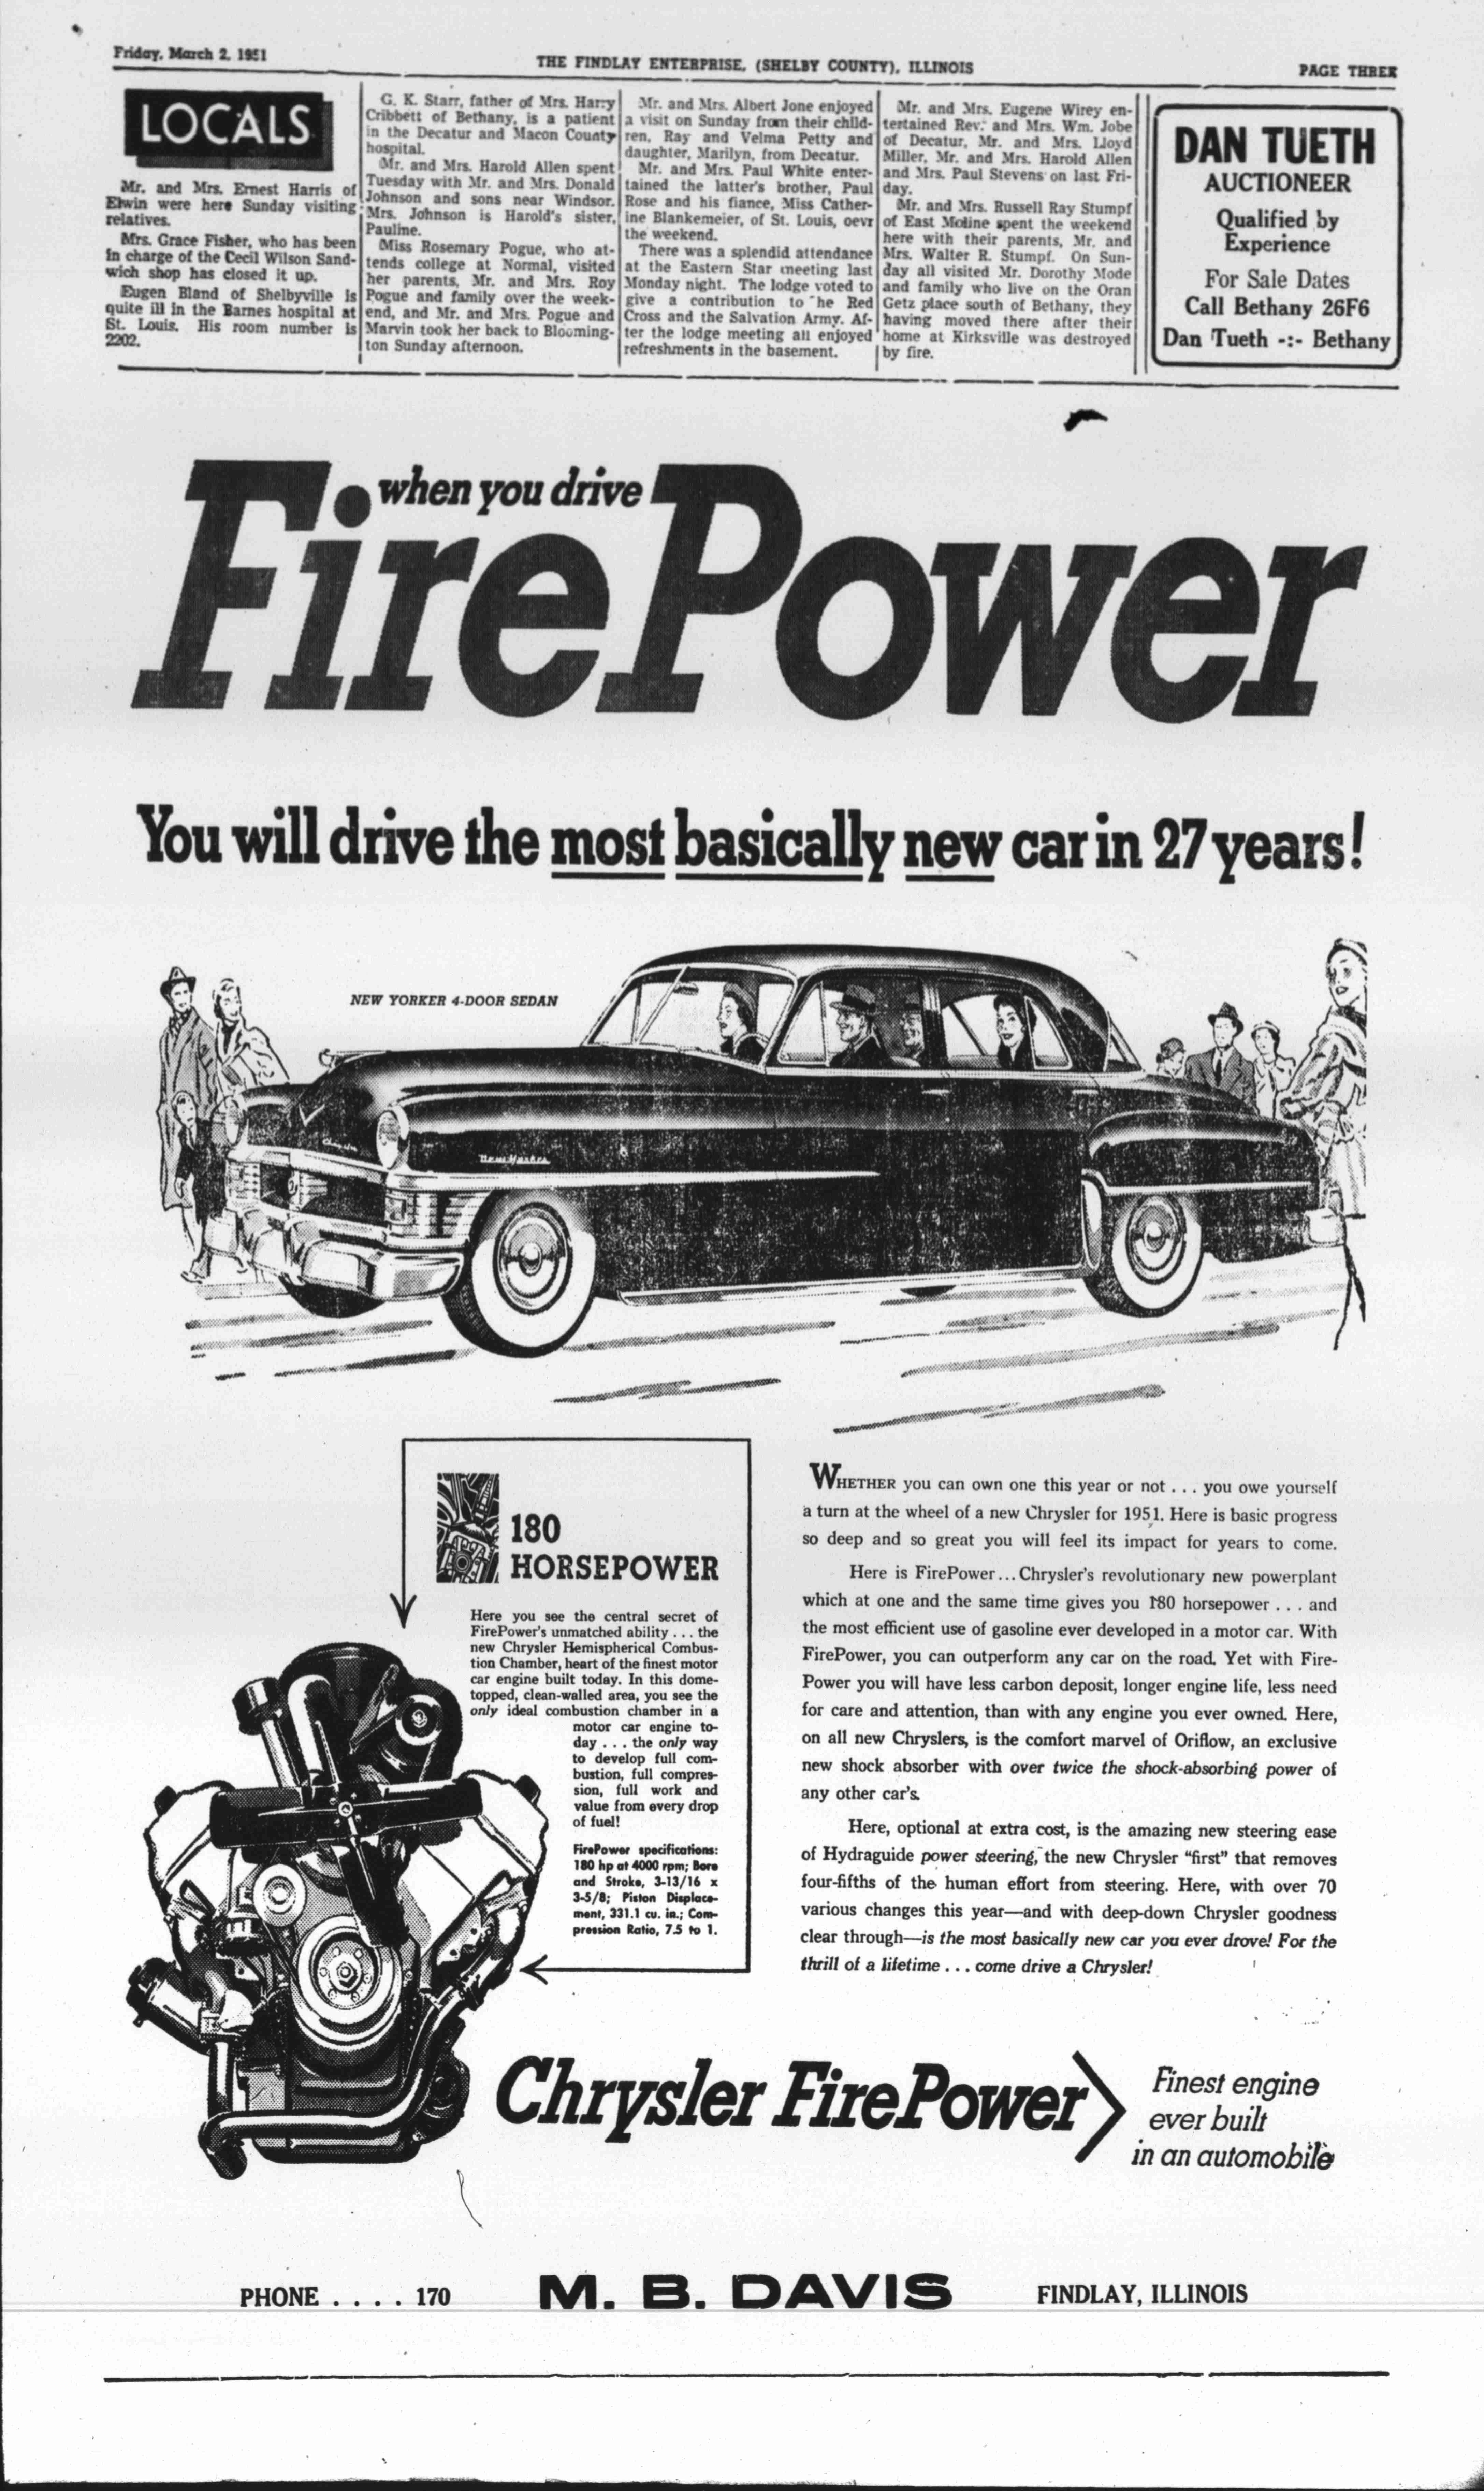 Friday, March 2, 1951
THE FINDLAY ENTERPRISE, (SHELBY COUNTY), ILLINOIS
PAGE THREE
LOCALS
Mr. and Mrs. Ernest Harris of
Elwin were here Sunday visiting
relatives.
Mrs. Grace Fisher, who has been
in charge of the Cecil Wilson Sand-
wich shop has closed it up.
Eugen Bland of Shelbyville is
quite ill in the Barnes hospital at
St. Louis. His room number is
2202.
G. K. Starr, father of Mrs. Harry
Cribbett of Bethany, is a patient
in the Decatur and Macon County
hospital.
Mr. and Mrs. Harold Allen spent
Tuesday with Mr. and Mrs. Donald
Johnson and sons near Windsor.
Mrs. Johnson is Harold's sister,
Pauline.
Miss Rosemary Pogue, who at-
tends college at Normal, visited
her parents, Mr. and Mrs. Roy
Pogue and family over the week-
end, and Mr. and Mrs. Pogue and
Marvin took her back to Blooming-
ton Sunday afternoon.
Mr. and Mrs. Albert Jone enjoyed
a visit on Sunday from their child-
ren, Ray and Velma Petty and
daughter, Marilyn, from Decatur.
Mr. and Mrs. Paul White enter-
tained the latter's brother, Paul
Rose and his fiance, Miss Cather-
ine Blankemeier, of St. Louis, oevr
the weekend.
There was a splendid attendance
at the Eastern Star meeting last
Monday night. The lodge voted to
give a contribution to he Red
Cross and the Salvation Army. Af-
ter the lodge meeting all enjoyed
refreshments in the basement.
Mr. and Mrs. Eugene Wirey en-
tertained Rev. and Mrs. Wm. Jobe
of Decatur, Mr. and Mrs. Lloyd
Miller, Mr. and Mrs. Harold Allen
and Mrs. Paul Stevens on last Fri-
day.
Mr. and Mrs. Russell Ray Stumpf
of East Moline spent the weekend
here with their parents, Mr. and
Mrs. Walter R. Stumpf. On Sun-
day all visited Mr. Dorothy Mode
and family who live on the Oran
Getz place south of Bethany, they
having moved there after their
home at Kirksville was destroyed
by fire.
DAN TUETH
AUCTIONEER
Qualified by
Experience
For Sale Dates
Call Bethany 26F6
Dan Tueth -:- Bethany
when you drive
FirePower
You will drive the most basically new car in 27 years!
NEW YORKER 4-DOOR SEDAN
Chrysler
New Yorker
180
HORSEPOWER
Here you see the central secret of
FirePower's unmatched ability . . . the
new Chrysler Hemispherical Combus-
tion Chamber, heart of the finest motor
car engine built today. In this dome-
topped, clean-walled area, you see the
only ideal combustion chamber in a
motor car engine to-
day . . . the only way
to develop full com-
bustion, full compres-
sion, full work and
value from every drop
of fuel!
FirePower specifications:
180 hp at 4000 rpm; Bore
and Stroke, 3-13/16 x
3-5/8; Piston Displace-
ment, 331.1 cu. in.; Com-
pression Ratio, 7.5 to 1.
WHETHER you can own one this year or not . . . you owe yourself
a turn at the wheel of a new Chrysler for 1951. Here is basic progress
so deep and so great you will feel its impact for years to come.
Here is FirePower . . . Chrysler's revolutionary new powerplant
which at one and the same time gives you 180 horsepower . . . and
the most efficient use of gasoline ever developed in a motor car. With
FirePower, you can outperform any car on the road. Yet with Fire-
Power you will have less carbon deposit, longer engine life, less need
for care and attention, than with any engine you ever owned. Here,
on all new Chryslers, is the comfort marvel of Oriflow, an exclusive
new shock absorber with over twice the shock-absorbing power of
any other car's.
Here, optional at extra cost, is the amazing new steering ease
of Hydraguide power steering, the new Chrysler "first" that removes
four-fifths of the human effort from steering. Here, with over 70
various changes this year—and with deep-down Chrysler goodness
clear through—is the most basically new car you ever drove! For the
thrill of a lifetime . . . come drive a Chrysler!
Chrysler FirePower
Finest engine
ever built
in an automobile
PHONE . . . . 170
M. B. DAVIS
FINDLAY, ILLINOIS